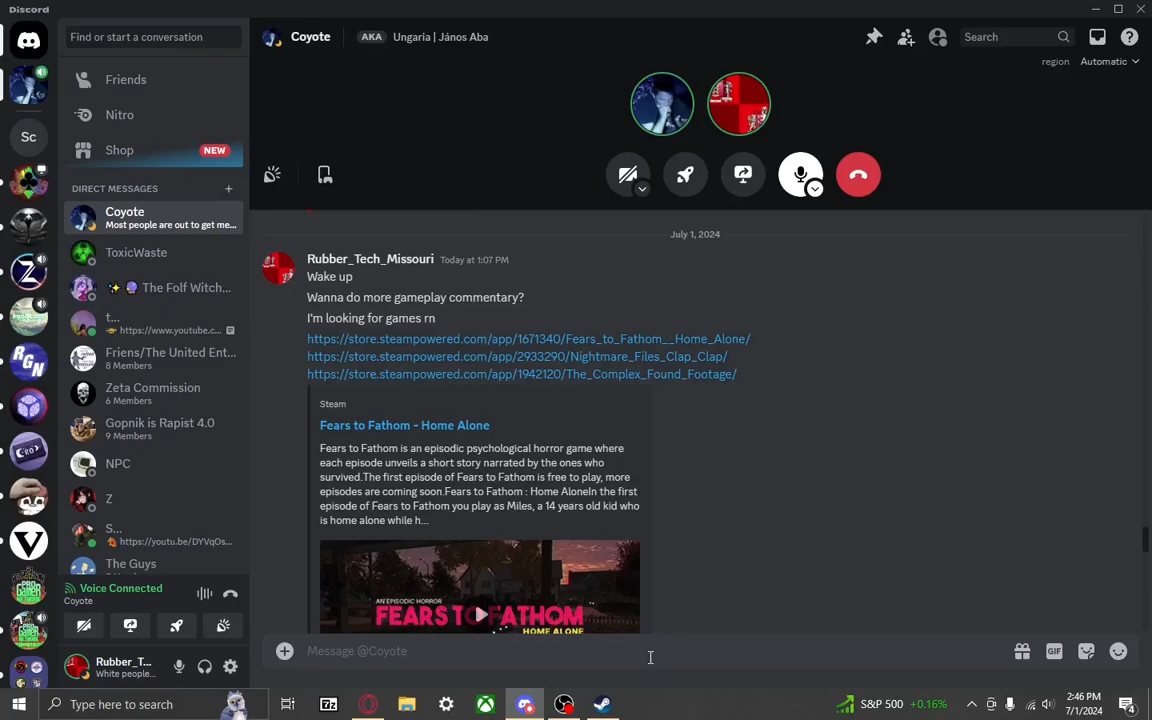 Discord
Find or start a conversation
Coyote
AKA Ungaria | János Aba
Search
region Automatic
Friends
Nitro
Shop
NEW
Sc
DIRECT MESSAGES +
Coyote
Most people are out to get me...
ToxicWaste
The Folf Witch...
t...
https://www.youtube.c...
Friens/The United Ent...
8 Members
Zeta Commission
6 Members
Gopnik is Rapist 4.0
9 Members
NPC
Z
S...
https://youtu.be/DYVqOs...
The Guys
Voice Connected
Coyote
Rubber_T...
White people...
July 1, 2024
Rubber_Tech_Missouri Today at 1:07 PM
Wake up
Wanna do more gameplay commentary?
I'm looking for games rn
https://store.steampowered.com/app/1671340/Fears_to_Fathom__Home_Alone/
https://store.steampowered.com/app/2933290/Nightmare_Files_Clap_Clap/
https://store.steampowered.com/app/1942120/The_Complex_Found_Footage/
Steam
Fears to Fathom - Home Alone
Fears to Fathom is an episodic psychological horror game where
each episode unveils a short story narrated by the ones who
survived.The first episode of Fears to Fathom is free to play, more
episodes are coming soon.Fears to Fathom : Home AloneIn the first
episode of Fears to Fathom you play as Miles, a 14 years old kid who
is home alone while h...
AN EPISODIC HORROR
FEARS TO FATHOM
HOME ALONE
Message @Coyote
GIF
Type here to search
S&P 500 +0.16%
2:46 PM
7/1/2024
4